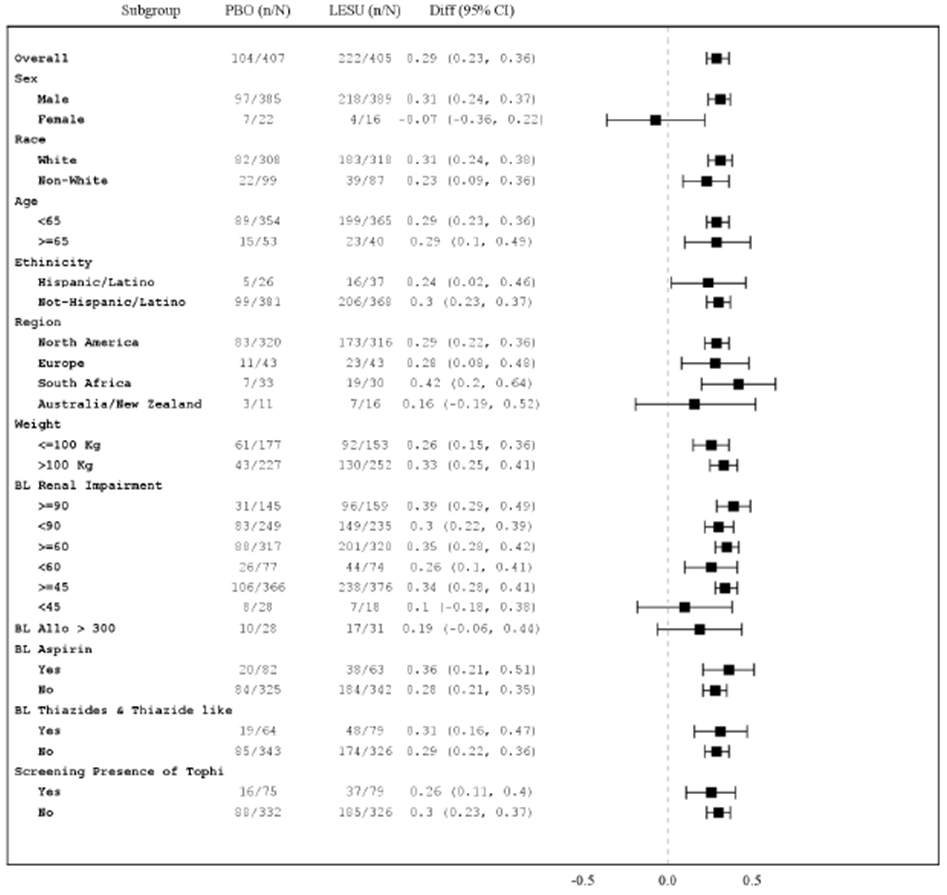 Subgroup PBO (n/N) LESU (n/N) Diff (95% CI)
Overall 104/407 222/405 0.29 (0.23, 0.36)
Sex
Male 97/385 218/389 0.31 (0.24, 0.37)
Female 7/22 4/16 -0.07 (-0.36, 0.22)
Race
White 82/308 183/318 0.31 (0.24, 0.38)
Non-White 22/99 39/87 0.23 (0.09, 0.36)
Age
<65 89/354 199/365 0.29 (0.23, 0.36)
>=65 15/53 23/40 0.29 (0.1, 0.49)
Ethinicity
Hispanic/Latino 5/26 16/37 0.24 (0.02, 0.46)
Not-Hispanic/Latino 99/381 206/368 0.3 (0.23, 0.37)
Region
North America 83/320 173/316 0.29 (0.22, 0.36)
Europe 11/43 23/43 0.28 (0.08, 0.48)
South Africa 7/33 19/30 0.42 (0.2, 0.64)
Australia/New Zealand 3/11 7/16 0.16 (-0.19, 0.52)
Weight
<=100 Kg 61/177 92/153 0.26 (0.15, 0.36)
>100 Kg 43/227 130/252 0.33 (0.25, 0.41)
BL Renal Impairment
>=90 31/145 96/159 0.39 (0.29, 0.49)
<90 83/249 149/235 0.3 (0.22, 0.39)
>=60 88/317 201/320 0.35 (0.28, 0.42)
<60 26/77 44/74 0.26 (0.1, 0.41)
>=45 106/366 238/376 0.34 (0.28, 0.41)
<45 8/28 7/18 0.1 (-0.18, 0.38)
BL Allo > 300 10/28 17/31 0.19 (-0.06, 0.44)
BL Aspirin
Yes 20/82 38/63 0.36 (0.21, 0.51)
No 84/325 184/342 0.28 (0.21, 0.35)
BL Thiazides & Thiazide like
Yes 19/64 48/79 0.31 (0.16, 0.47)
No 85/343 174/326 0.29 (0.22, 0.36)
Screening Presence of Tophi
Yes 16/75 37/79 0.26 (0.11, 0.4)
No 88/332 185/326 0.3 (0.23, 0.37)
-0.5 0.0 0.5